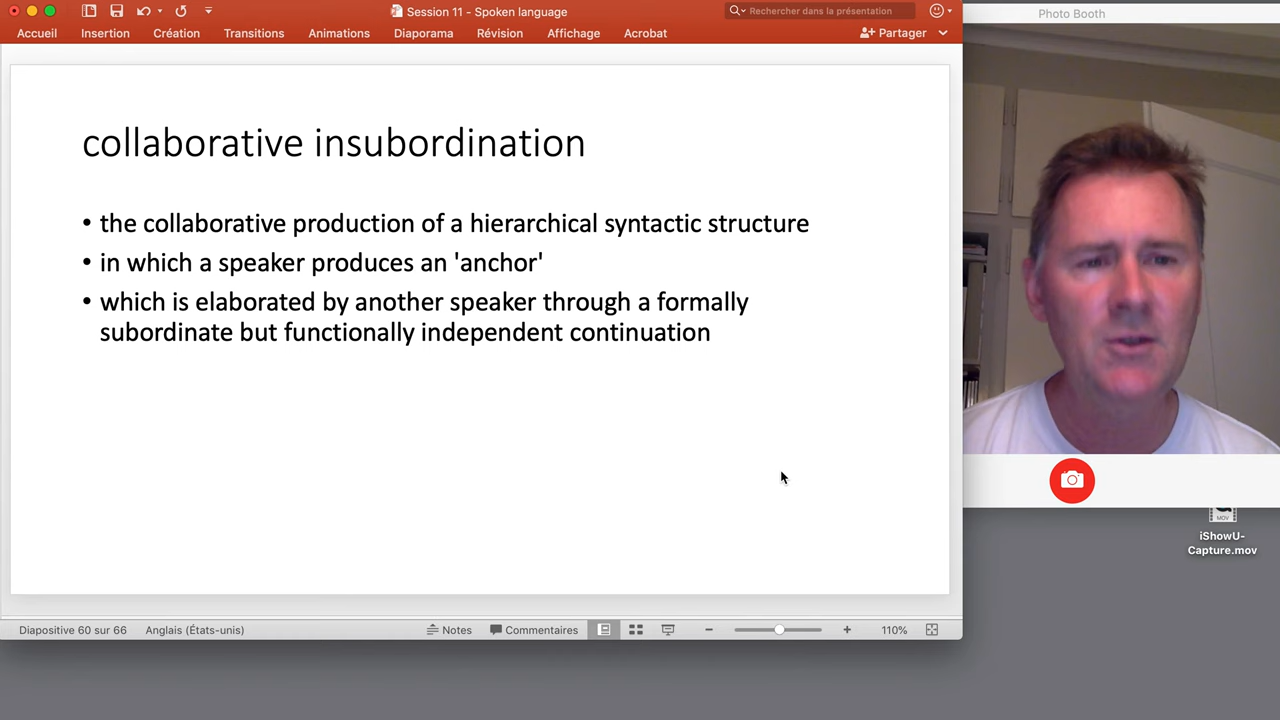 Session 11 - Spoken language
Rechercher dans la présentation
Photo Booth
Accueil
Insertion
Création
Transitions
Animations
Diaporama
Révision
Affichage
Acrobat
Partager
collaborative insubordination
• the collaborative production of a hierarchical syntactic structure
• in which a speaker produces an 'anchor'
• which is elaborated by another speaker through a formally
subordinate but functionally independent continuation
MOV
iShowU-
Capture.mov
Diapositive 60 sur 66
Anglais (États-unis)
Notes
Commentaires
110%